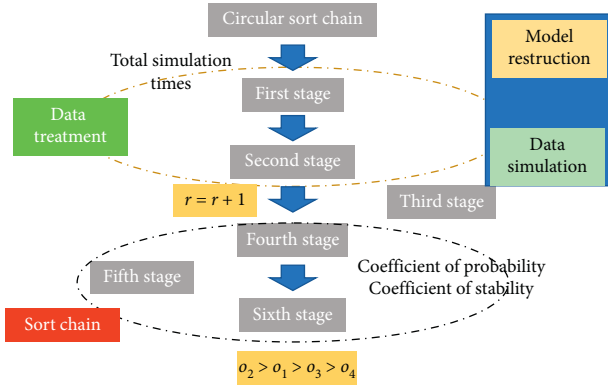 Circular sort chain
Model
restruction
Total simulation
times
First stage
Data
treatment
Data
simulation
Second stage
r = r + 1
Third stage
Fourth stage
Fifth stage
Coefficient of probability
Coefficient of stability
Sixth stage
Sort chain
o₂ > o₁ > o₃ > o₄